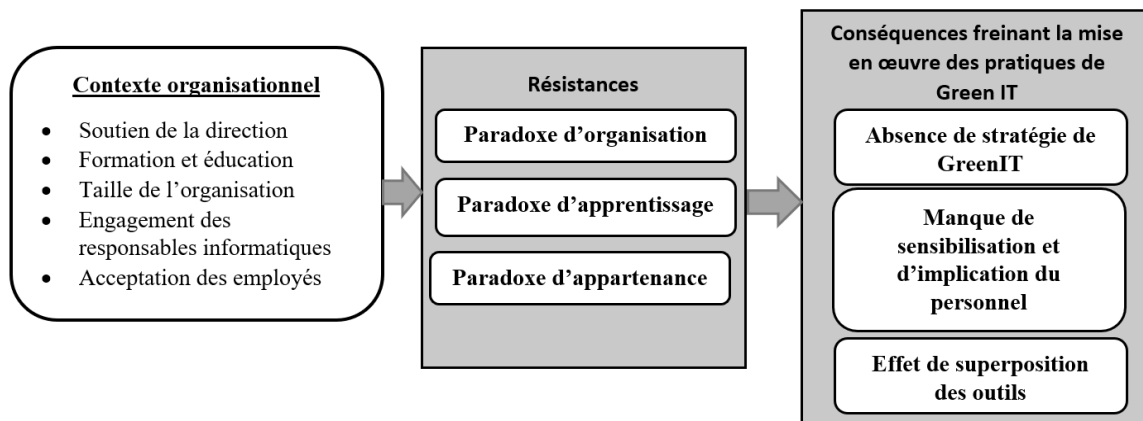 Contexte organisationnel
• Soutien de la direction
• Formation et éducation
• Taille de l’organisation
• Engagement des
responsables informatiques
• Acceptation des employés
Résistances
Paradoxe d’organisation
Paradoxe d’apprentissage
Paradoxe d’appartenance
Conséquences freinant la mise
en œuvre des pratiques de
Green IT
Absence de stratégie de
GreenIT
Manque de
sensibilisation et
d’implication du
personnel
Effet de superposition
des outils